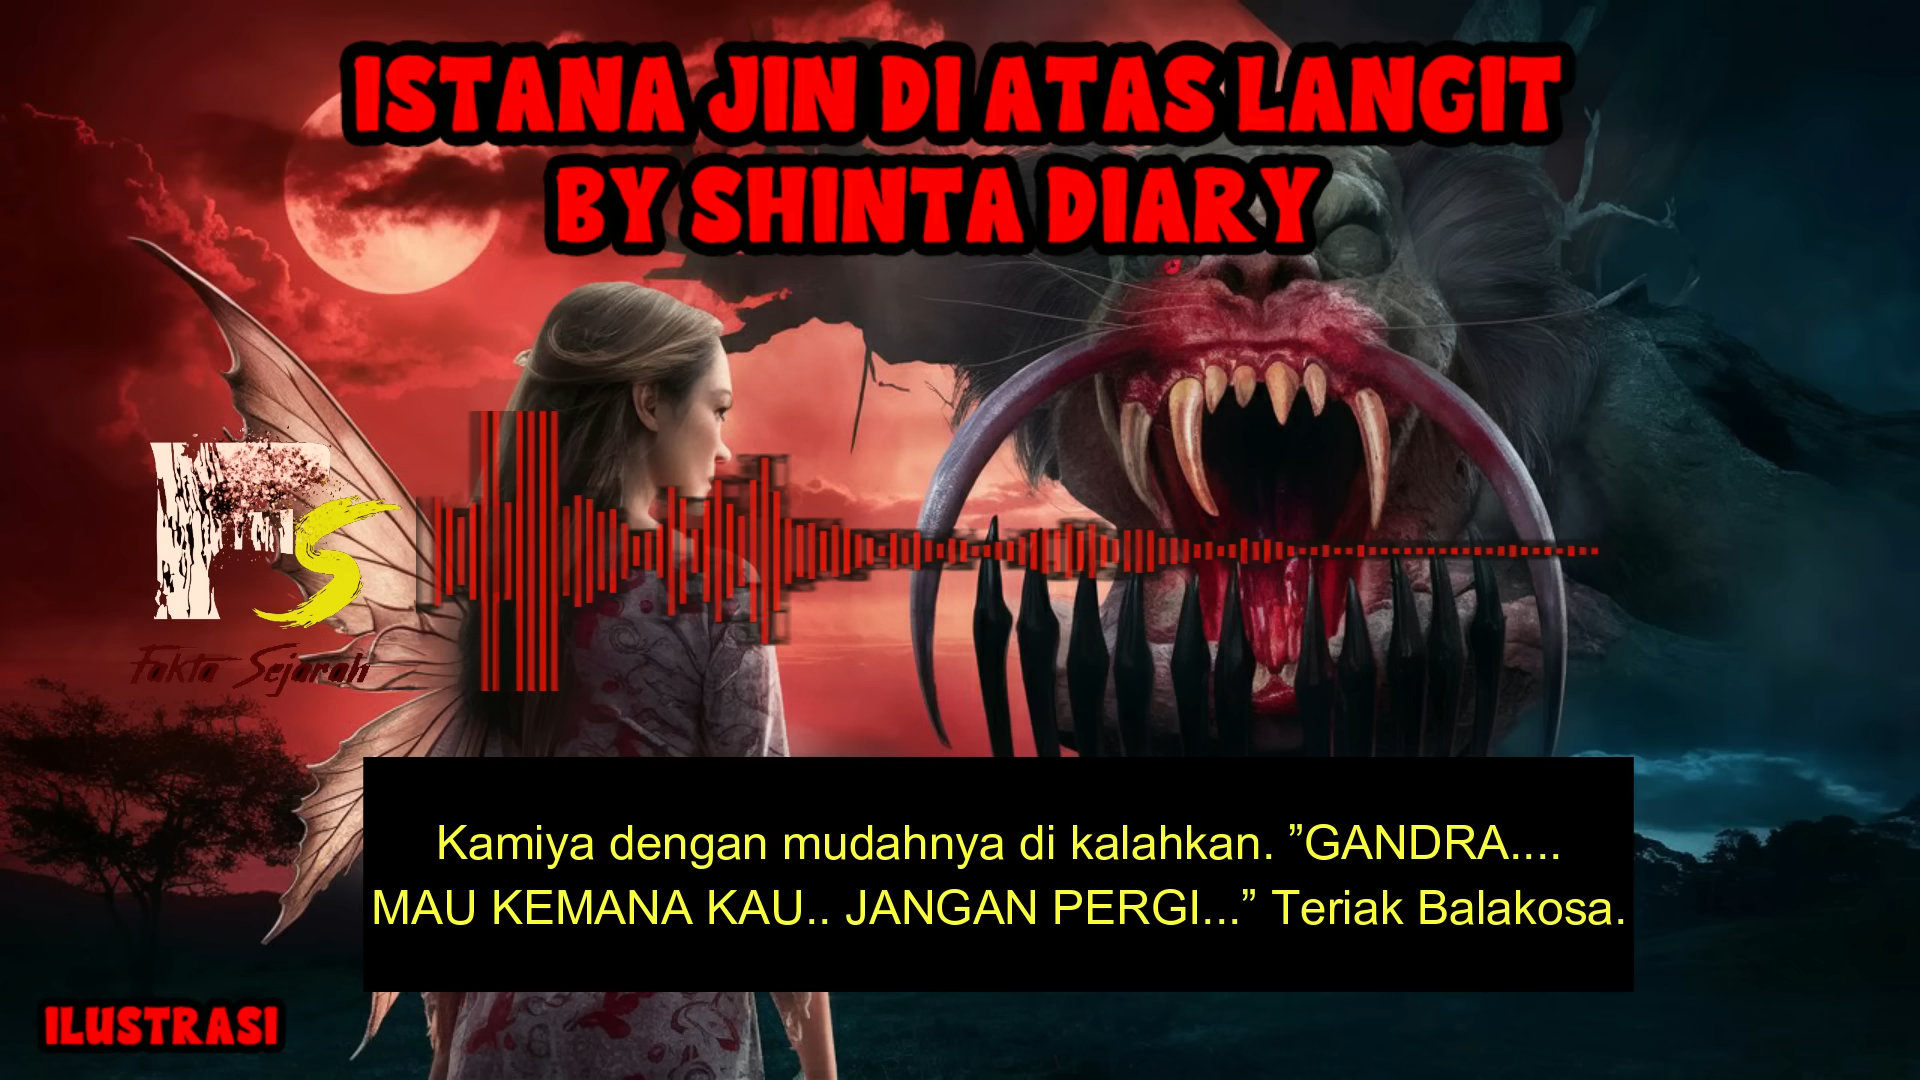 ISTANA JIN DI ATAS LANGIT
BY SHINTA DIARY
FS
Fakta Sejarah
Kamiya dengan mudahnya di kalahkan. ”GANDRA....
MAU KEMANA KAU.. JANGAN PERGI...” Teriak Balakosa.
ILUSTRASI